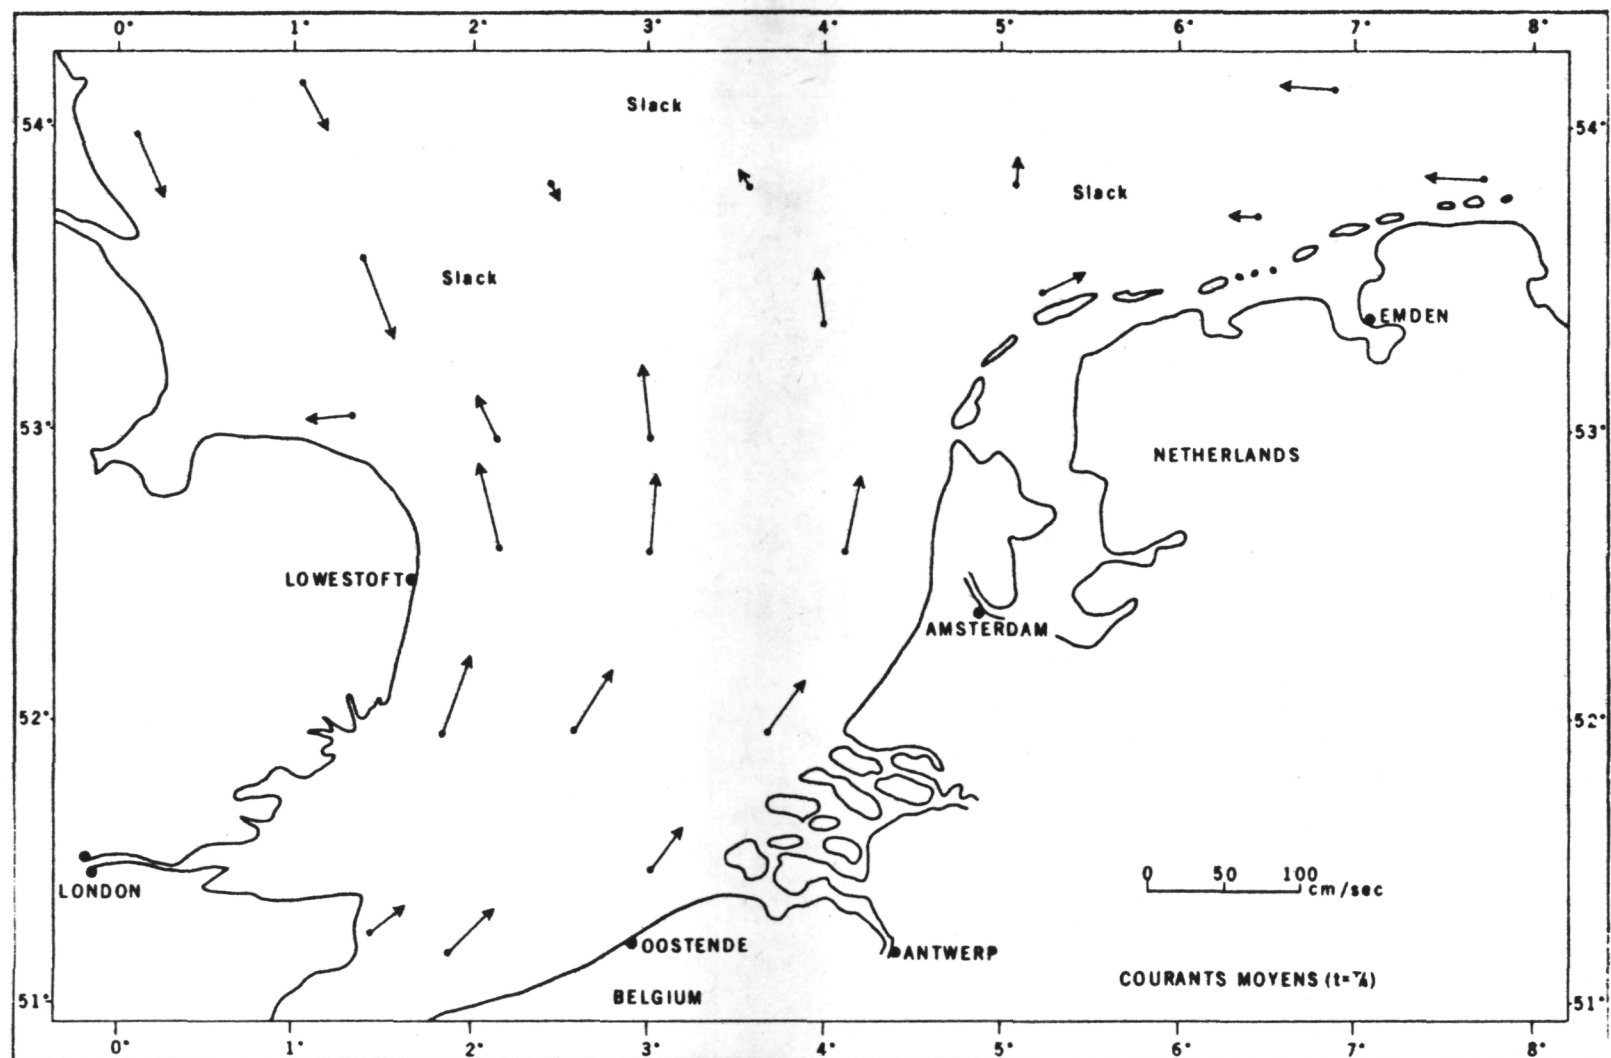 0° 1° 2° 3° 4° 5° 6° 7° 8°
Slack
54° 54°
Slack
Slack
EMDEN
53° 53°
NETHERLANDS
LOWESTOFT
AMSTERDAM
52° 52°
0 50 100
cm/sec
LONDON
OOSTENDE
ANTWERP
COURANTS MOYENS (t=T/4)
BELGIUM
51° 51°
0° 1° 2° 3° 4° 5° 6° 7° 8°